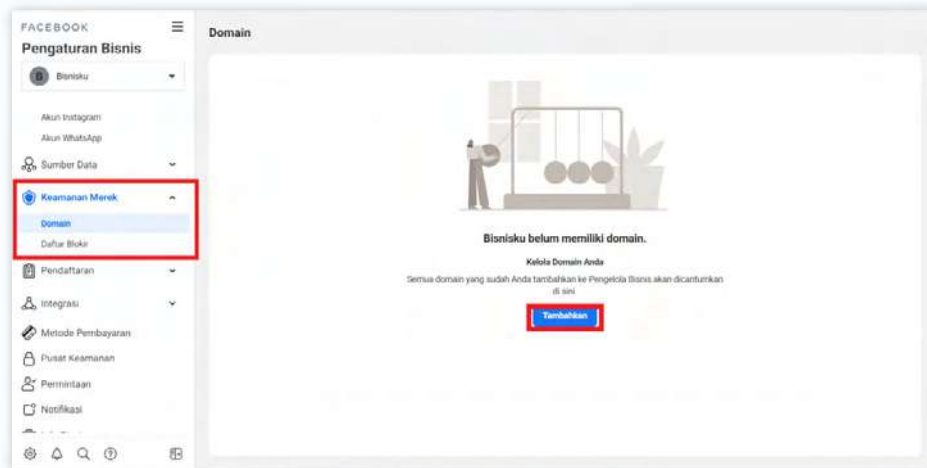 FACEBOOK
Pengaturan Bisnis
B Bisnisku
Akun Instagram
Akun WhatsApp
Sumber Data
Keamanan Merek
Domain
Daftar Blokir
Pendaftaran
Integrasi
Metode Pembayaran
Pusat Keamanan
Permintaan
Notifikasi
Domain
Bisnisku belum memiliki domain.
Kelola Domain Anda
Semua domain yang sudah Anda tambahkan ke Pengelola Bisnis akan dicantumkan
di sini
Tambahkan